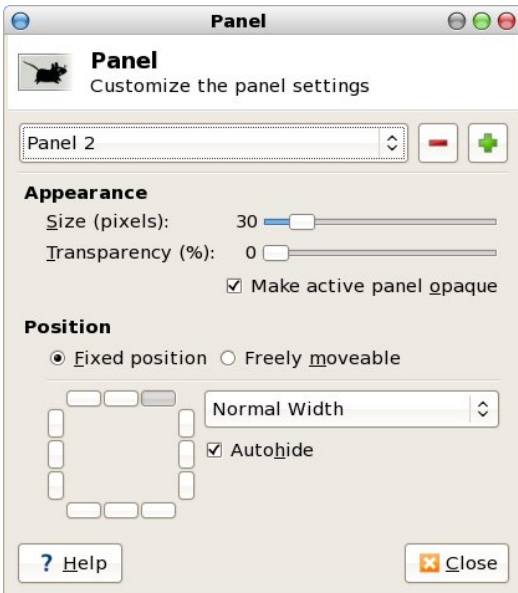 Panel
Panel
Customize the panel settings
Panel 2
Appearance
Size (pixels): 30
Transparency (%): 0
Make active panel opaque
Position
Fixed position Freely moveable
Normal Width
Autohide
? Help Close